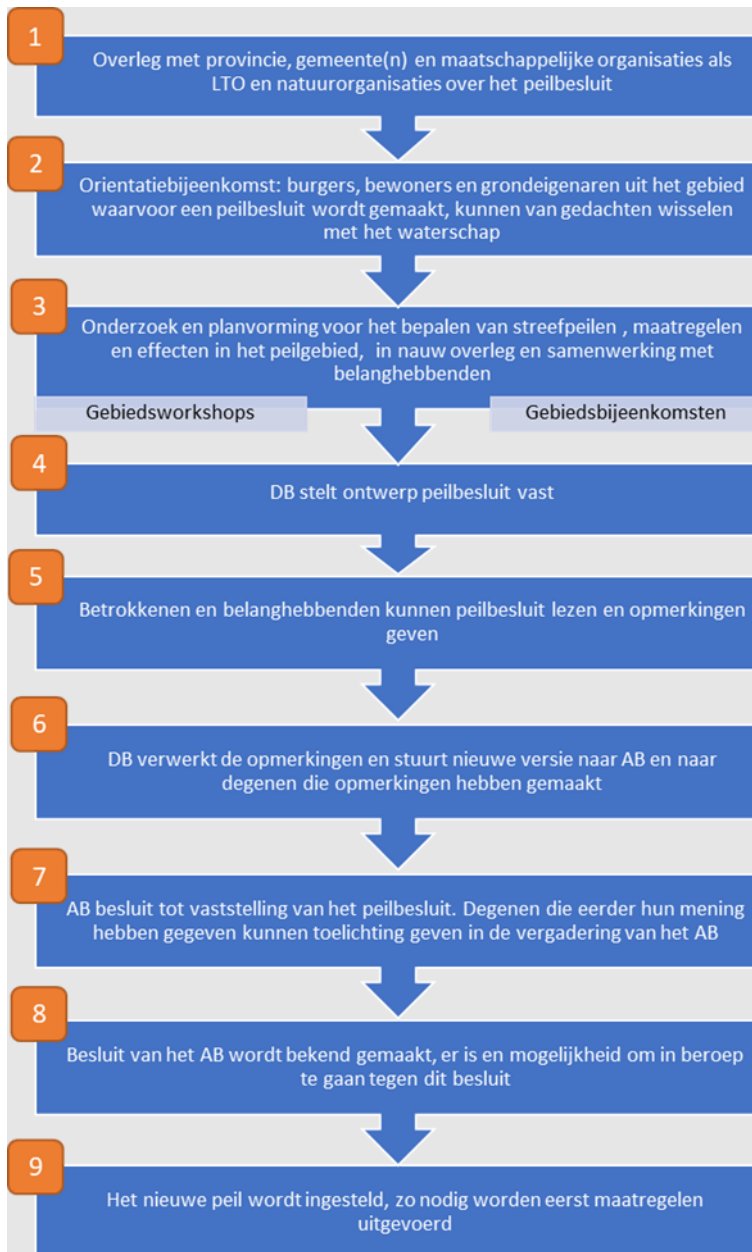 1
Overleg met provincie, gemeente(n) en maatschappelijke organisaties als
LTO en natuurorganisaties over het peilbesluit
2
Orientatiebijeenkomst: burgers, bewoners en grondeigenaren uit het gebied
waarvoor een peilbesluit wordt gemaakt, kunnen van gedachten wisselen
met het waterschap
3
Onderzoek en planvorming voor het bepalen van streefpeilen , maatregelen
en effecten in het peilgebied, in nauw overleg en samenwerking met
belanghebbenden
Gebiedsworkshops
Gebiedsbijeenkomsten
4
DB stelt ontwerp peilbesluit vast
5
Betrokkenen en belanghebbenden kunnen peilbesluit lezen en opmerkingen
geven
6
DB verwerkt de opmerkingen en stuurt nieuwe versie naar AB en naar
degenen die opmerkingen hebben gemaakt
7
AB besluit tot vaststelling van het peilbesluit. Degenen die eerder hun mening
hebben gegeven kunnen toelichting geven in de vergadering van het AB
8
Besluit van het AB wordt bekend gemaakt, er is en mogelijkheid om in beroep
te gaan tegen dit besluit
9
Het nieuwe peil wordt ingesteld, zo nodig worden eerst maatregelen
uitgevoerd